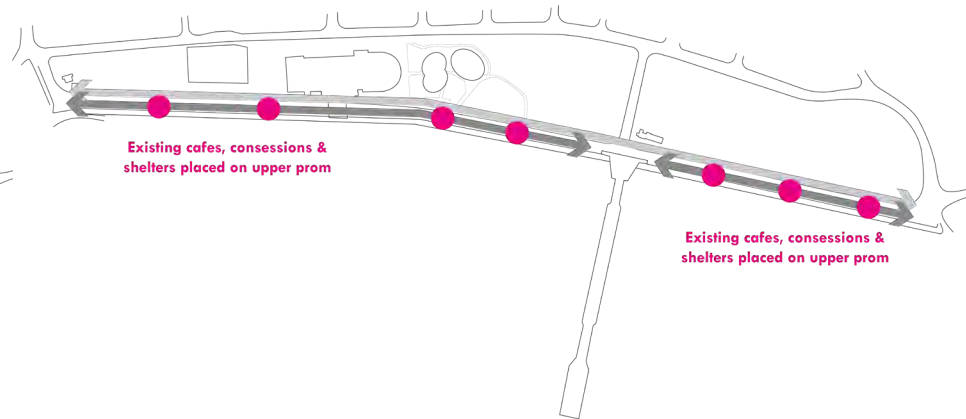 Existing cafes, consessions &
shelters placed on upper prom
Existing cafes, consessions &
shelters placed on upper prom